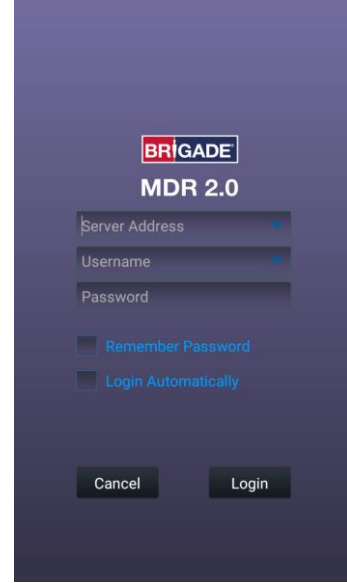 BRIGADE
MDR 2.0
Server Address
Username
Password
Remember Password
Login Automatically
Cancel Login